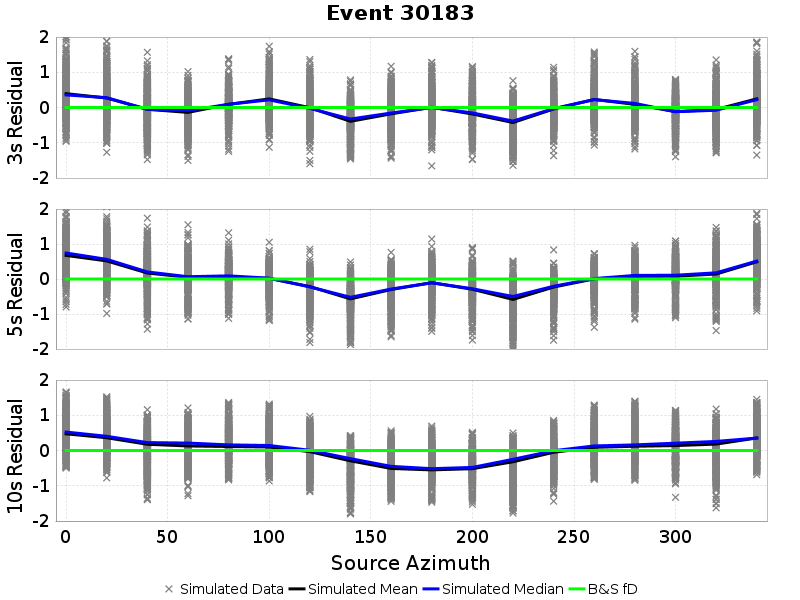 Event 30183
3s Residual
2
1
0
-1
-2
5s Residual
2
1
0
-1
-2
10s Residual
2
1
0
-1
-2
0 50 100 150 200 250 300
Source Azimuth
Simulated Data Simulated Mean Simulated Median B&S fD